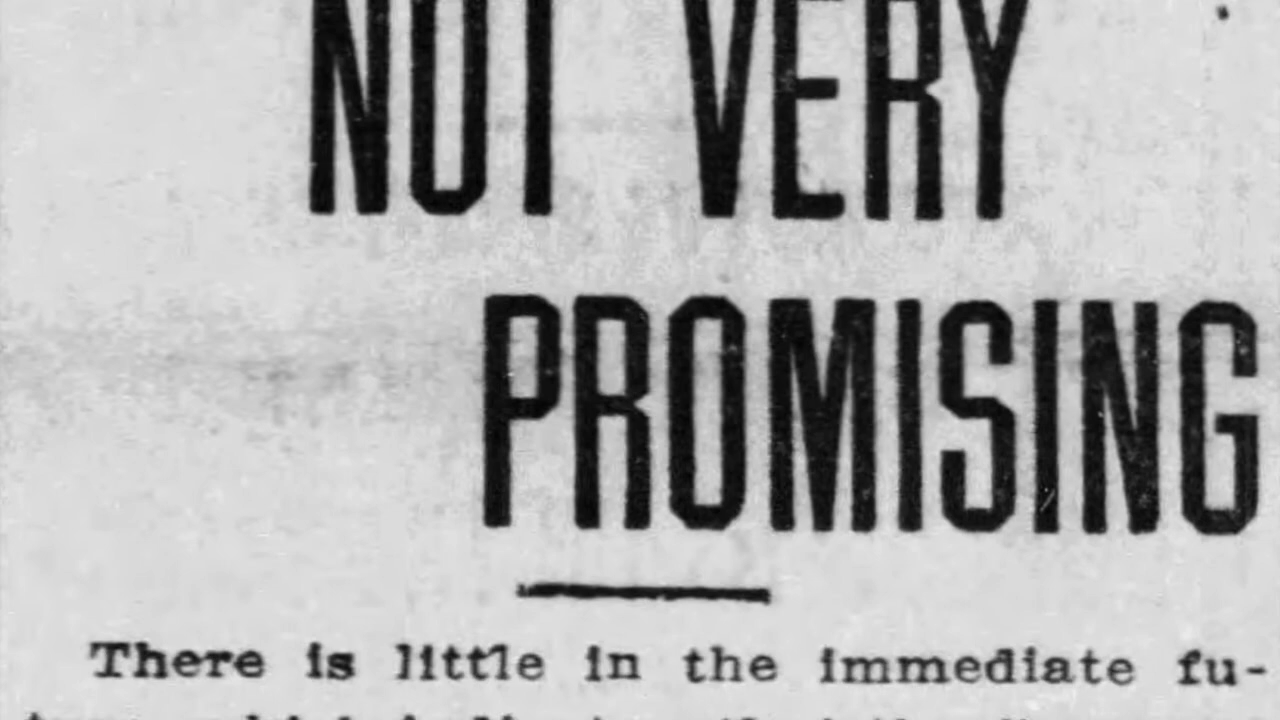 NOT VERY
PROMISING
There is little in the immediate fu-